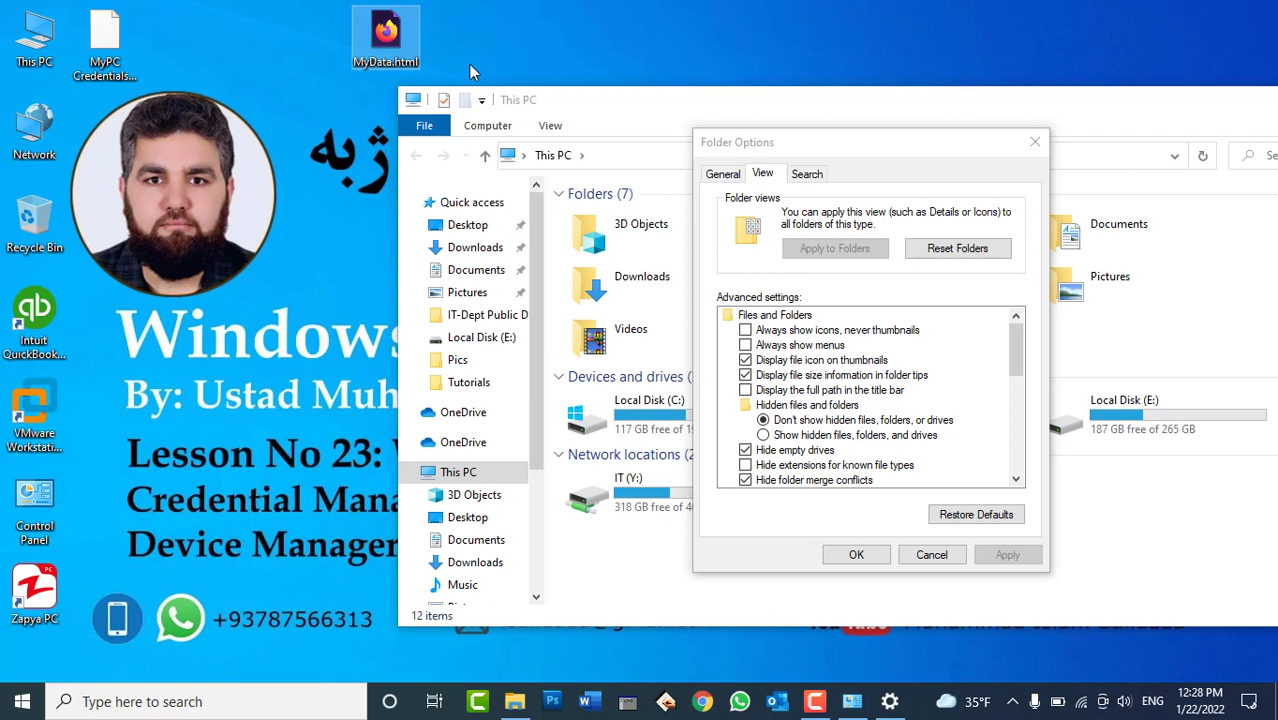 This PC
MyPC
Credentials...
MyData.html
Network
Recycle Bin
Intuit
QuickBook...
VMware
Workstati...
Control
Panel
Zapya PC
ژبه
Windows
By: Ustad Muh
Lesson No 23:
Credential Mana
Device Manager
+93787566313
This PC
File
Computer
View
This PC
Quick access
Desktop
Downloads
Documents
Pictures
IT-Dept Public D
Local Disk (E:)
Pics
Tutorials
OneDrive
OneDrive
This PC
3D Objects
Desktop
Documents
Downloads
Music
12 items
Folders (7)
3D Objects
Downloads
Videos
Documents
Pictures
Devices and drives (
Local Disk (C:)
117 GB free of 19
Local Disk (E:)
187 GB free of 265 GB
Network locations (2
IT (Y:)
318 GB free of 40
Folder Options
General
View
Search
Folder views
You can apply this view (such as Details or Icons) to
all folders of this type.
Apply to Folders
Reset Folders
Advanced settings:
Files and Folders
Always show icons, never thumbnails
Always show menus
Display file icon on thumbnails
Display file size information in folder tips
Display the full path in the title bar
Hidden files and folders
Don't show hidden files, folders, or drives
Show hidden files, folders, and drives
Hide empty drives
Hide extensions for known file types
Hide folder merge conflicts
Restore Defaults
OK
Cancel
Apply
Type here to search
35°F
ENG
12:28 PM
1/22/2022